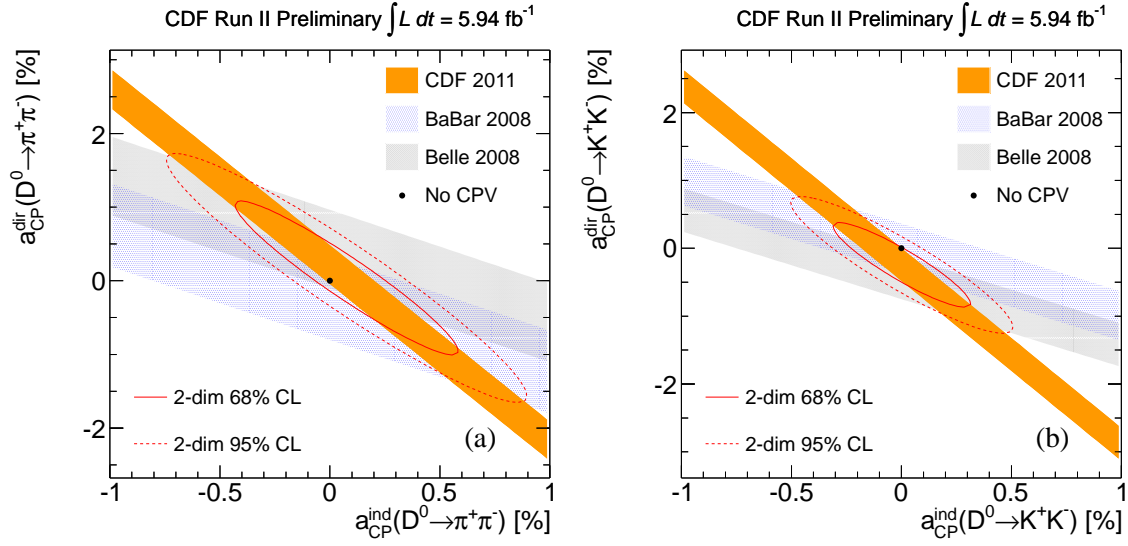 CDF Run II Preliminary ∫L dt = 5.94 fb⁻¹
a_CP^dir(D⁰→π⁺π⁻) [%]
CDF 2011
BaBar 2008
Belle 2008
No CPV
2
0
-2
2-dim 68% CL
2-dim 95% CL
(a)
-1 -0.5 0 0.5 1
a_CP^ind(D⁰→π⁺π⁻) [%]
CDF Run II Preliminary ∫L dt = 5.94 fb⁻¹
a_CP^dir(D⁰→K⁺K⁻) [%]
CDF 2011
BaBar 2008
Belle 2008
No CPV
2
0
-2
2-dim 68% CL
2-dim 95% CL
(b)
-1 -0.5 0 0.5 1
a_CP^ind(D⁰→K⁺K⁻) [%]